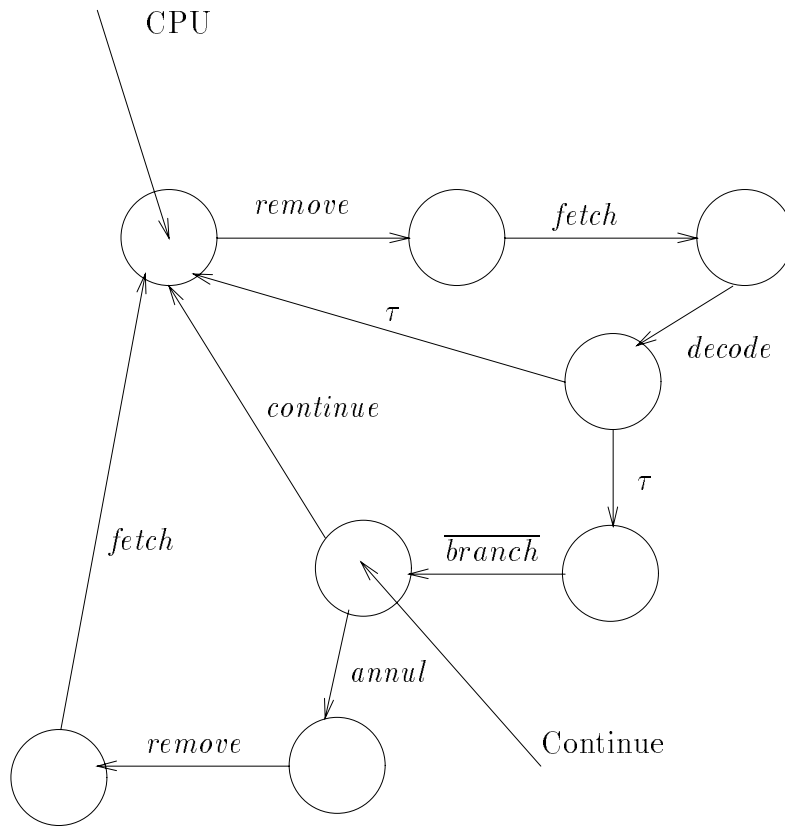 CPU
remove
fetch
τ
decode
continue
τ
fetch
branch
annul
remove
Continue